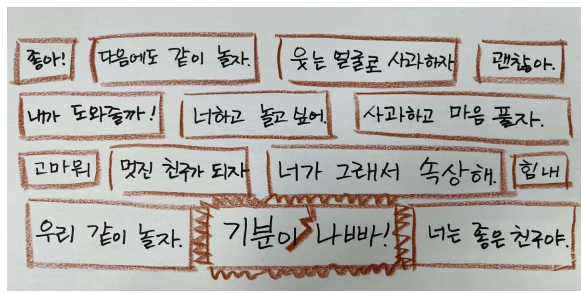 좋아! 다음에도 같이 놀자. 웃는 얼굴로 사과하자 괜찮아.
내가 도와줄까! 너하고 놀고 싶어. 사과하고 마음 풀자.
고마워 멋진 친구가 되자 너가 그래서 속상해. 힘내
우리 같이 놀자. 기분이 나빠! 너는 좋은 친구야.